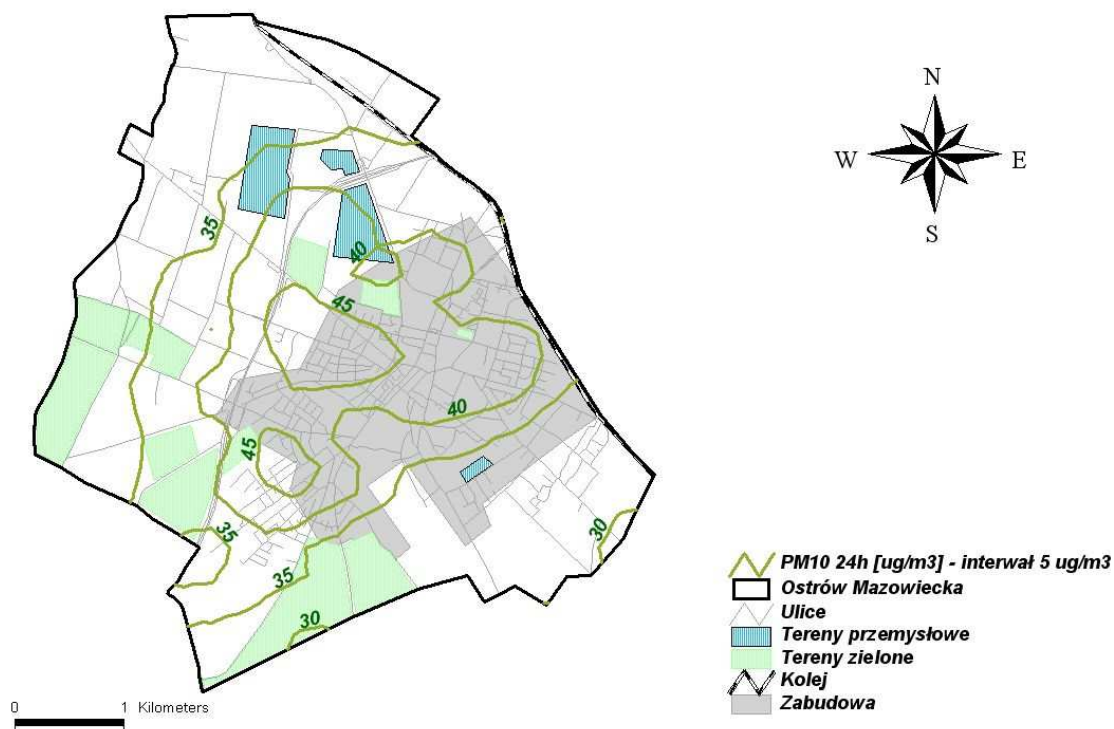 N
W
E
S
35
40
45
40
45
35
35
30
30
PM10 24h [ug/m3] - interwał 5 ug/m3
Ostrów Mazowiecka
Ulice
Tereny przemysłowe
Tereny zielone
Kolej
Zabudowa
0 1 Kilometers